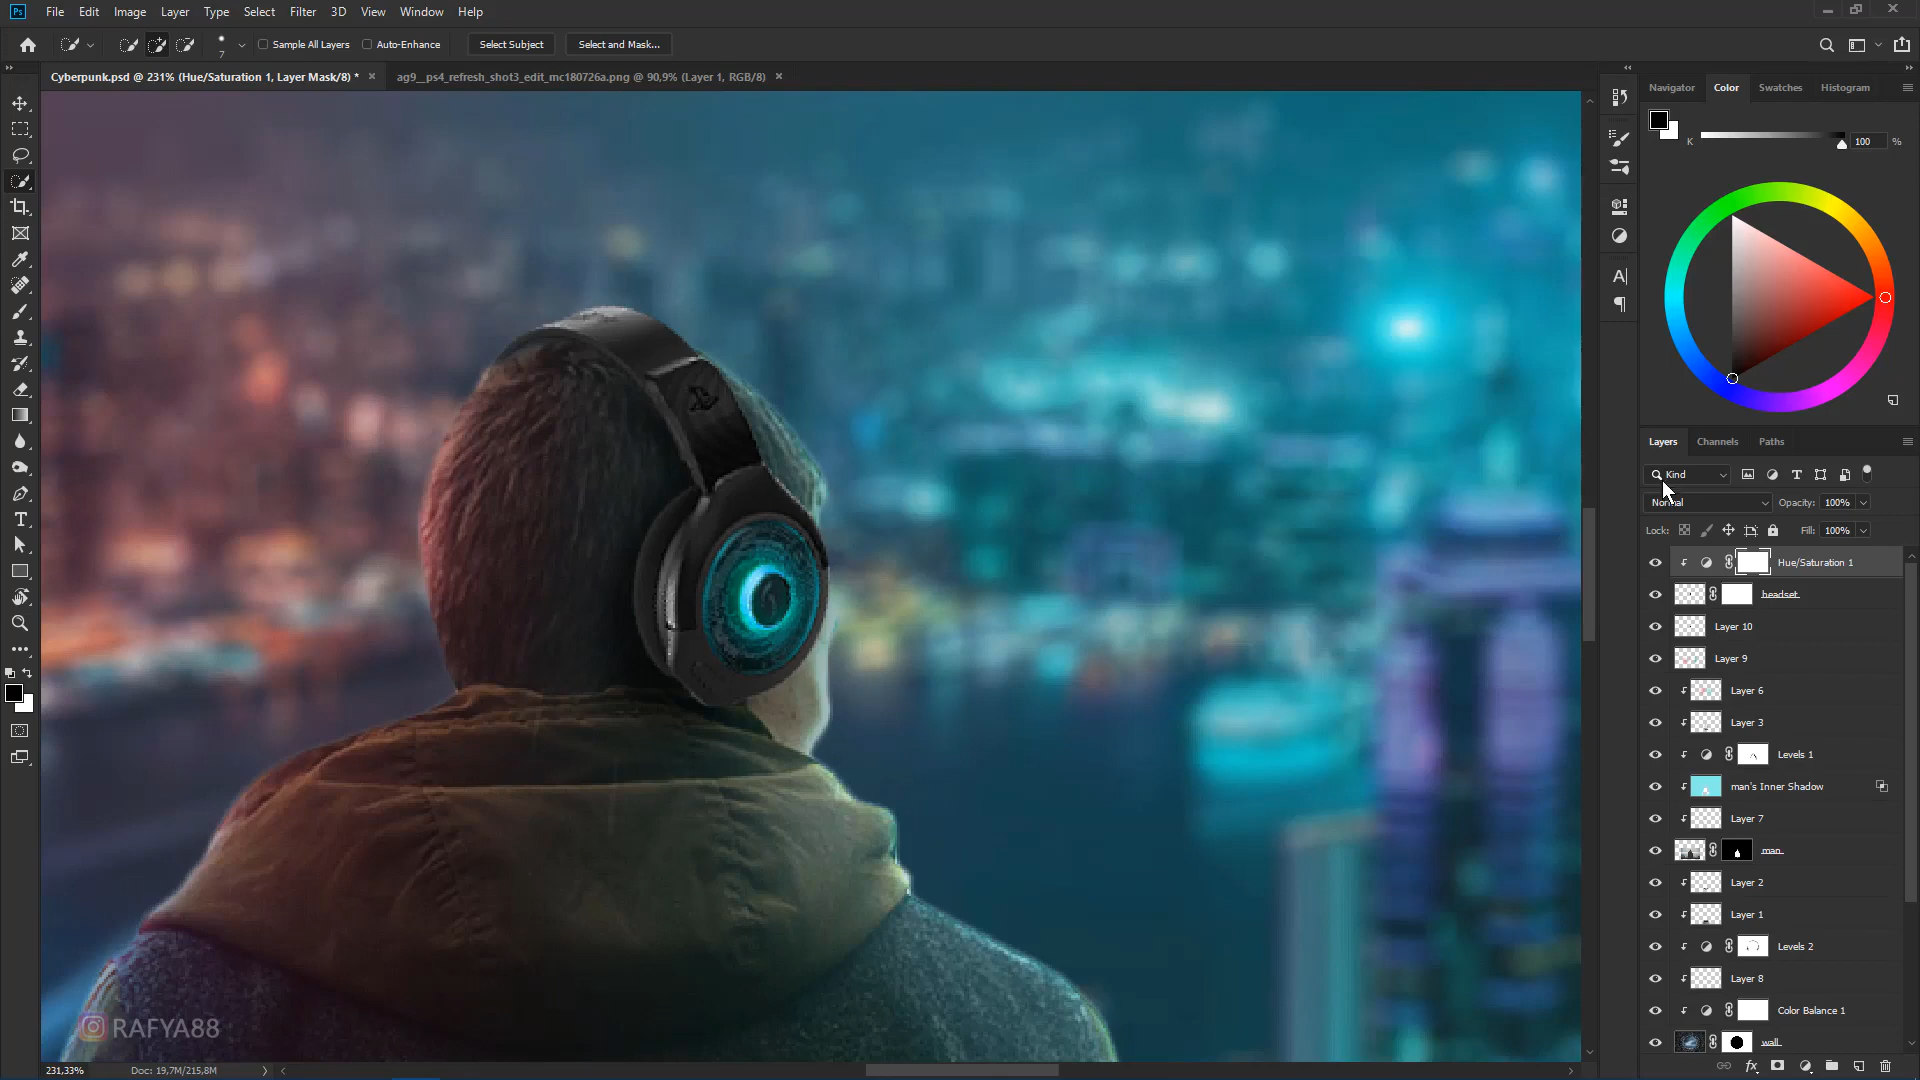 Ps File Edit Image Layer Type Select Filter 3D View Window Help
7 Sample All Layers Auto-Enhance Select Subject Select and Mask...
Cyberpunk.psd @ 231% (Hue/Saturation 1, Layer Mask/8) * × ag9__ps4_refresh_shot3_edit_mc180726a.png @ 90,9% (Layer 1, RGB/8) ×
Navigator Color Swatches Histogram
K 100 %
Layers Channels Paths
Kind
Normal Opacity: 100%
Lock: Fill: 100%
Hue/Saturation 1
headset
Layer 10
Layer 9
Layer 6
Layer 3
Levels 1
man's Inner Shadow
Layer 7
man
Layer 2
Layer 1
Levels 2
Layer 8
Color Balance 1
wall
RAFYA88
231,33% Doc: 19,7M/215,8M